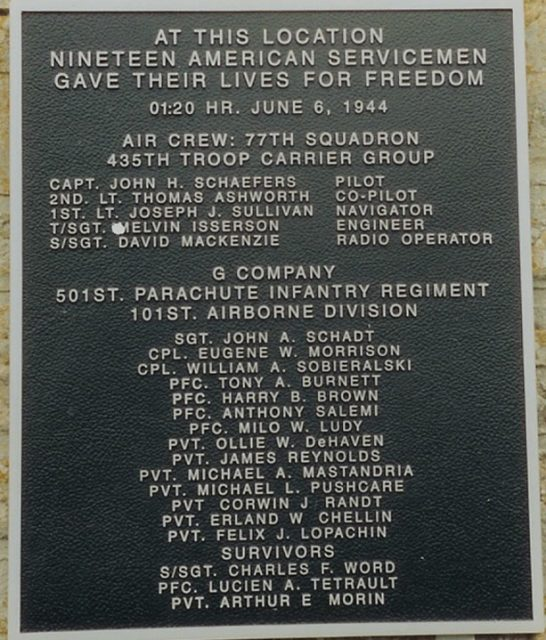 AT THIS LOCATION
NINETEEN AMERICAN SERVICEMEN
GAVE THEIR LIVES FOR FREEDOM
01:20 HR. JUNE 6, 1944
AIR CREW: 77TH SQUADRON
435TH TROOP CARRIER GROUP
CAPT. JOHN H. SCHAEFERS PILOT
2ND. LT. THOMAS ASHWORTH CO-PILOT
1ST. LT. JOSEPH J. SULLIVAN NAVIGATOR
T/SGT. MELVIN ISSERSON ENGINEER
S/SGT. DAVID MACKENZIE RADIO OPERATOR
G COMPANY
501ST. PARACHUTE INFANTRY REGIMENT
101ST. AIRBORNE DIVISION
SGT. JOHN A. SCHADT
CPL. EUGENE W. MORRISON
CPL. WILLIAM A. SOBIERALSKI
PFC. TONY A. BURNETT
PFC. HARRY B. BROWN
PFC. ANTHONY SALEMI
PFC. MILO W. LUDY
PVT. OLLIE W. DeHAVEN
PVT. JAMES REYNOLDS
PVT. MICHAEL A. MASTANDRIA
PVT. MICHAEL L. PUSHCARE
PVT CORWIN J RANDT
PVT. ERLAND W CHELLIN
PVT. FELIX J. LOPACHIN
SURVIVORS
S/SGT. CHARLES F. WORD
PFC. LUCIEN A. TETRAULT
PVT. ARTHUR E MORIN